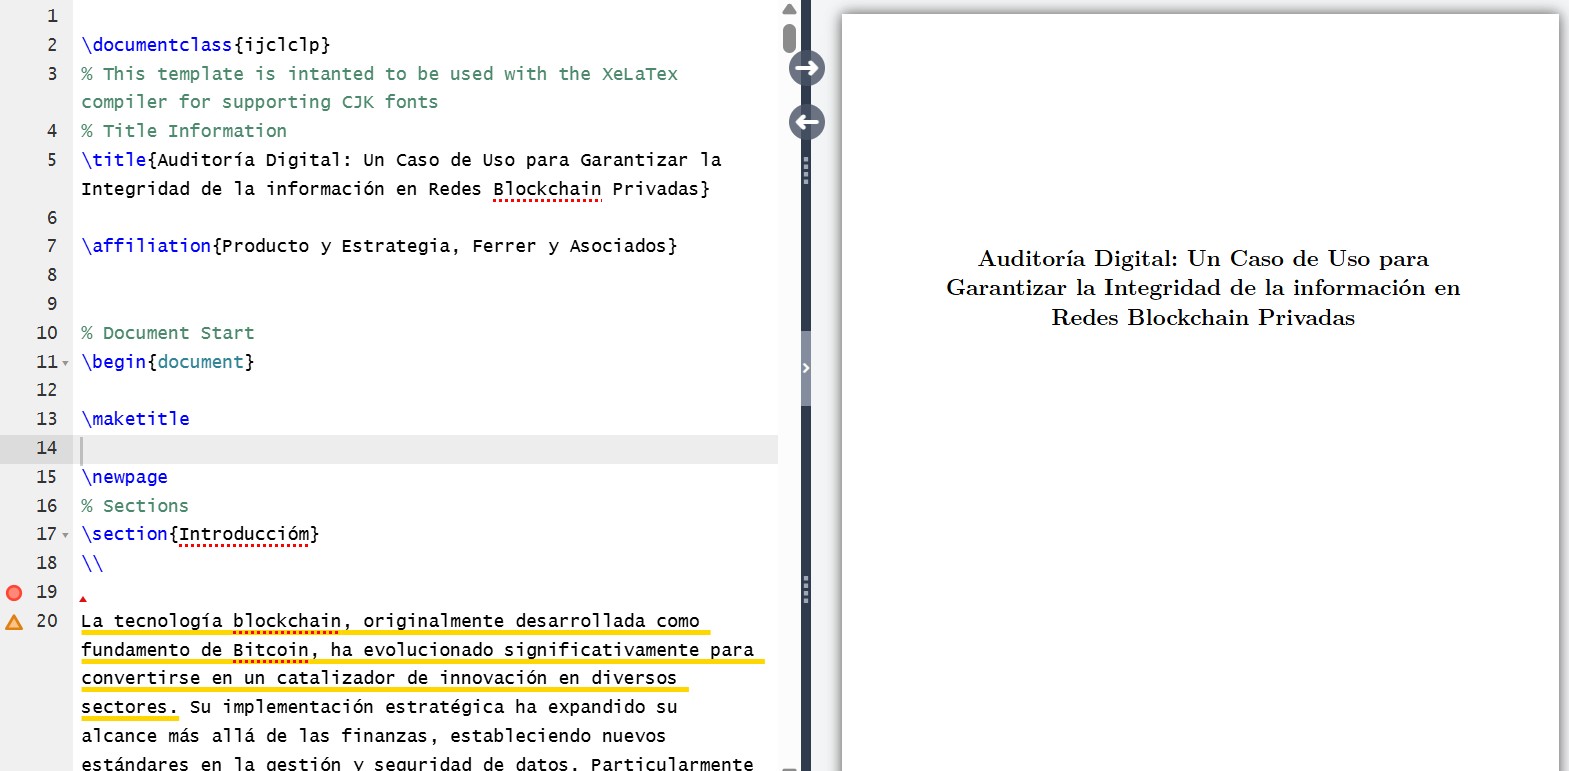 1
2 \documentclass{ijclclp}
3 % This template is intanted to be used with the XeLaTex
compiler for supporting CJK fonts
4 % Title Information
5 \title{Auditoría Digital: Un Caso de Uso para Garantizar la
Integridad de la información en Redes Blockchain Privadas}
6
7 \affiliation{Producto y Estrategia, Ferrer y Asociados}
8
9
10 % Document Start
11 \begin{document}
12
13 \maketitle
14
15 \newpage
16 % Sections
17 \section{Introduccióm}
18 \\
19
20 La tecnología blockchain, originalmente desarrollada como
fundamento de Bitcoin, ha evolucionado significativamente para
convertirse en un catalizador de innovación en diversos
sectores. Su implementación estratégica ha expandido su
alcance más allá de las finanzas, estableciendo nuevos
estándares en la gestión y seguridad de datos. Particularmente
Auditoría Digital: Un Caso de Uso para
Garantizar la Integridad de la información en
Redes Blockchain Privadas